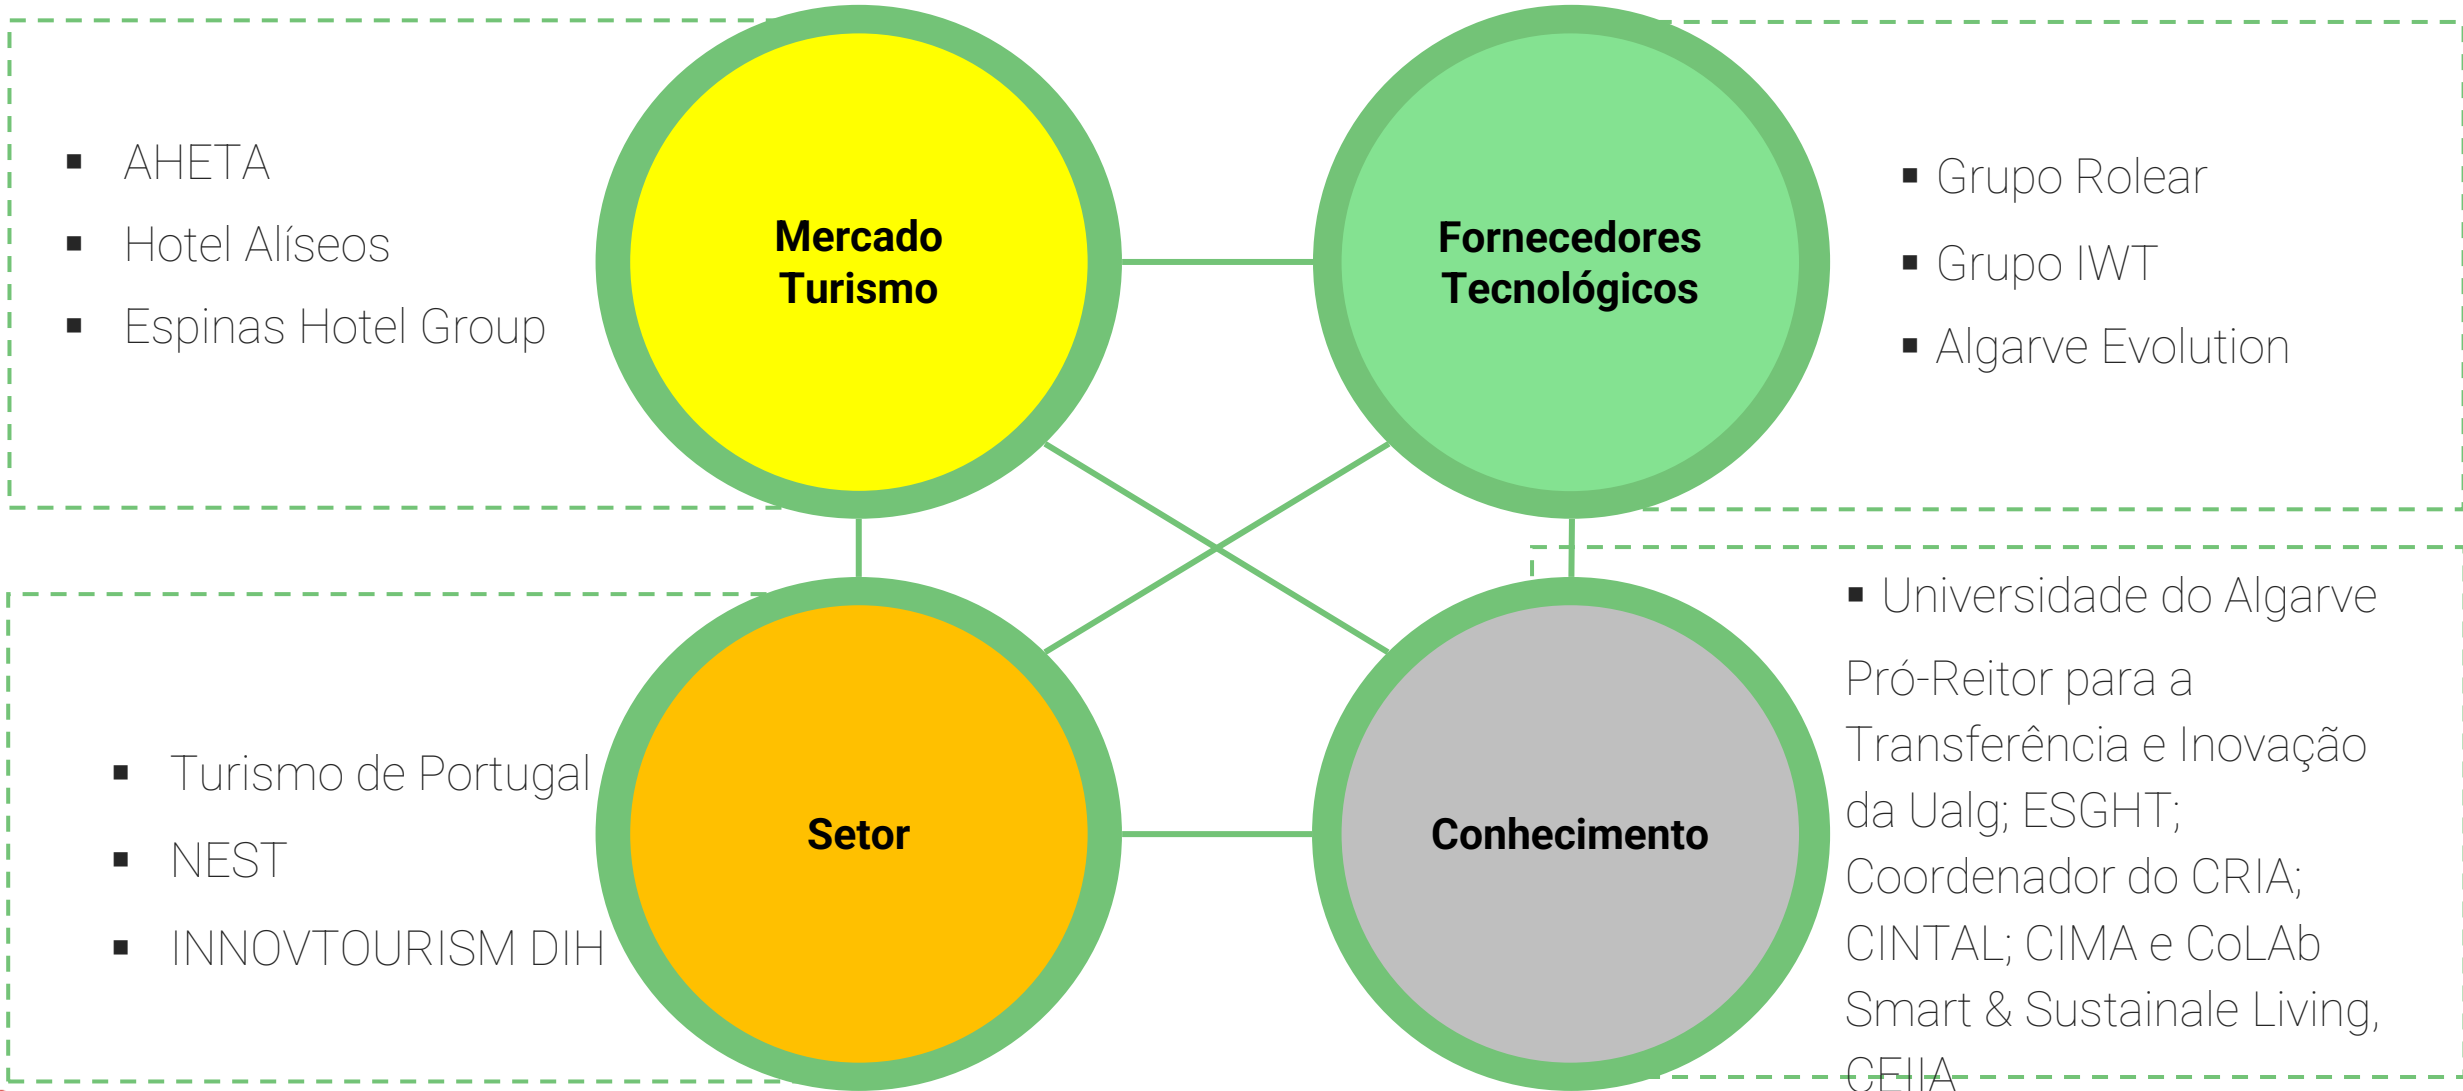 ▪ AHETA
▪ Hotel Alíseos
▪ Espinas Hotel Group
Mercado
Turismo
Fornecedores
Tecnológicos
▪ Grupo Rolear
▪ Grupo IWT
▪ Algarve Evolution
▪ Turismo de Portugal
▪ NEST
▪ INNOVTOURISM DIH
Setor
Conhecimento
▪ Universidade do Algarve
Pró-Reitor para a
Transferência e Inovação
da Ualg; ESGHT;
Coordenador do CRIA;
CINTAL; CIMA e CoLAb
Smart & Sustainale Living,
CEIIA